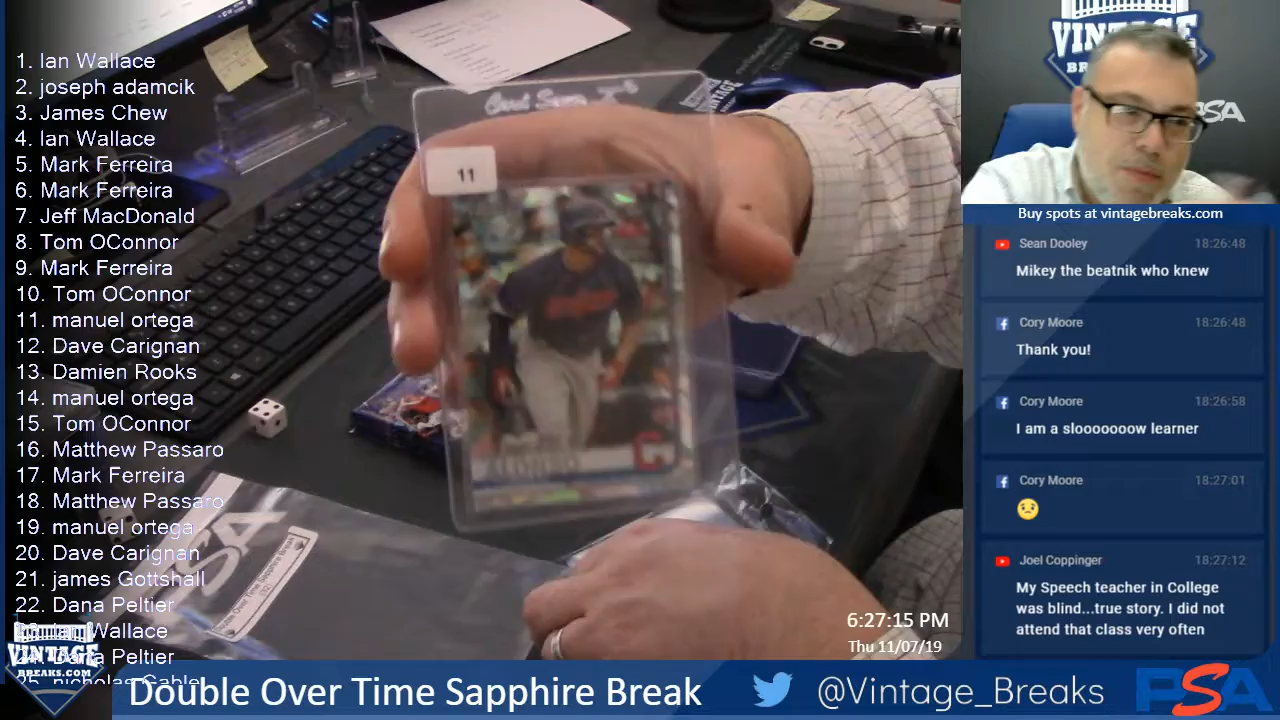 1. Ian Wallace
2. joseph adamcik
3. James Chew
4. Ian Wallace
5. Mark Ferreira
6. Mark Ferreira
7. Jeff MacDonald
8. Tom OConnor
9. Mark Ferreira
10. Tom OConnor
11. manuel ortega
12. Dave Carignan
13. Damien Rooks
14. manuel ortega
15. Tom OConnor
16. Matthew Passaro
17. Mark Ferreira
18. Matthew Passaro
19. manuel ortega
20. Dave Carignan
21. james Gottshall
22. Dana Peltier
Wallace
Peltier
VINTAGE
BREAKS.COM
11
PSA
VINTAGE
PSA
Buy spots at vintagebreaks.com
Sean Dooley 18:26:48
Mikey the beatnik who knew
Cory Moore 18:26:48
Thank you!
Cory Moore 18:26:58
I am a slooooooow learner
Cory Moore 18:27:01
Joel Coppinger 18:27:12
My Speech teacher in College
was blind...true story. I did not
attend that class very often
6:27:15 PM
Thu 11/07/19
Double Over Time Sapphire Break
@Vintage_Breaks
PSA